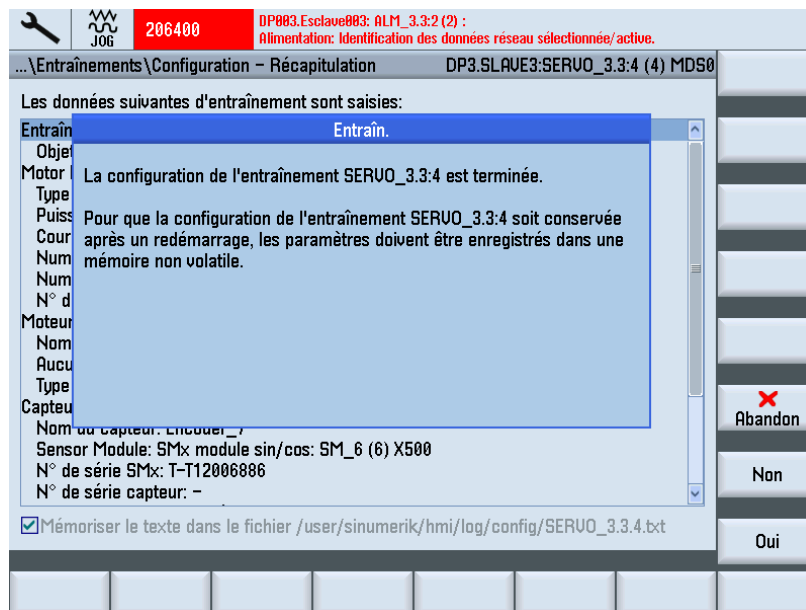 JOG
206400
DP003.Esclave003: ALM_3.3:2 (2) :
Alimentation: Identification des données réseau sélectionnée/active.
...\Entraînements\Configuration - Récapitulation
DP3.SLAVE3:SERVO_3.3:4 (4) MDS0
Les données suivantes d'entraînement sont saisies:
Entraîn
Objet
Motor
Type
Puiss
Cour
Num
Num
N° d
Moteur
Nom
Aucu
Type
Capteu
Entraîn.
La configuration de l'entraînement SERVO_3.3:4 est terminée.
Pour que la configuration de l'entraînement SERVO_3.3:4 soit conservée
après un redémarrage, les paramètres doivent être enregistrés dans une
mémoire non volatile.
Nom du capteur: Encoder_7
Sensor Module: SMx module sin/cos: SM_6 (6) X500
N° de série SMx: T-T12006886
N° de série capteur: -
Mémoriser le texte dans le fichier /user/sinumerik/hmi/log/config/SERVO_3.3.4.txt
Abandon
Non
Oui